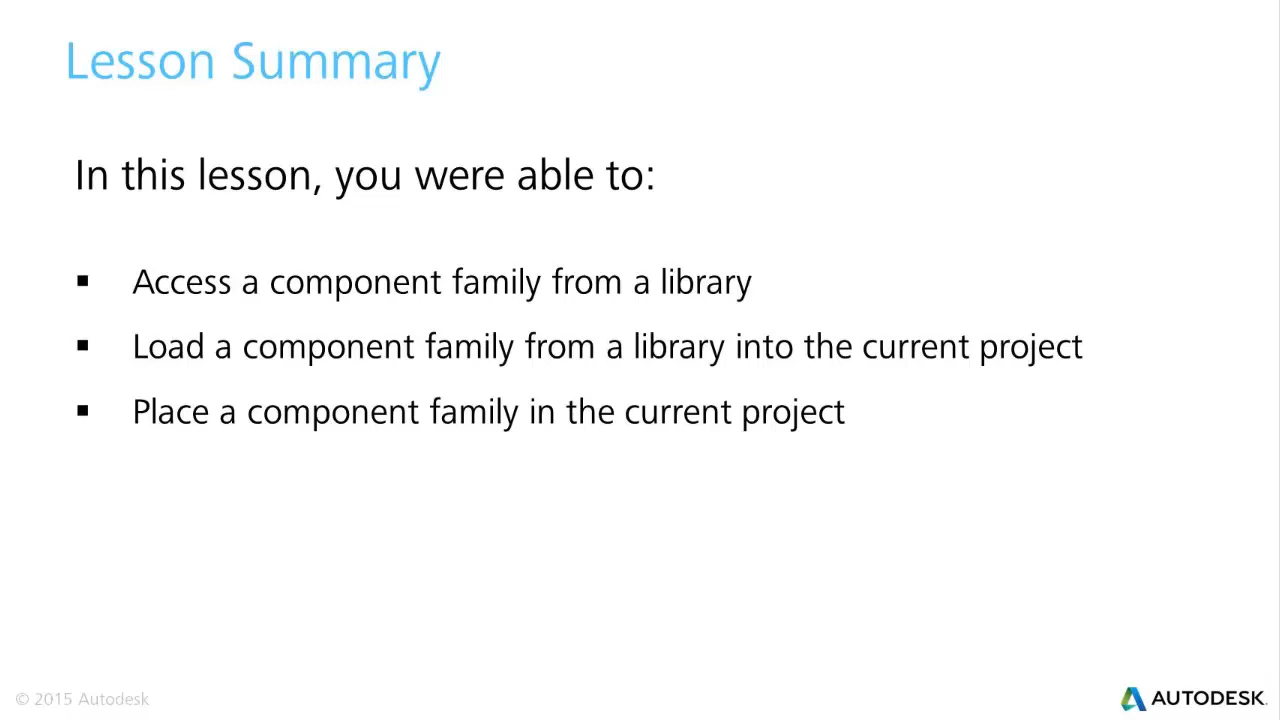 Lesson Summary
In this lesson, you were able to:
▪ Access a component family from a library
▪ Load a component family from a library into the current project
▪ Place a component family in the current project
© 2015 Autodesk
AUTODESK.